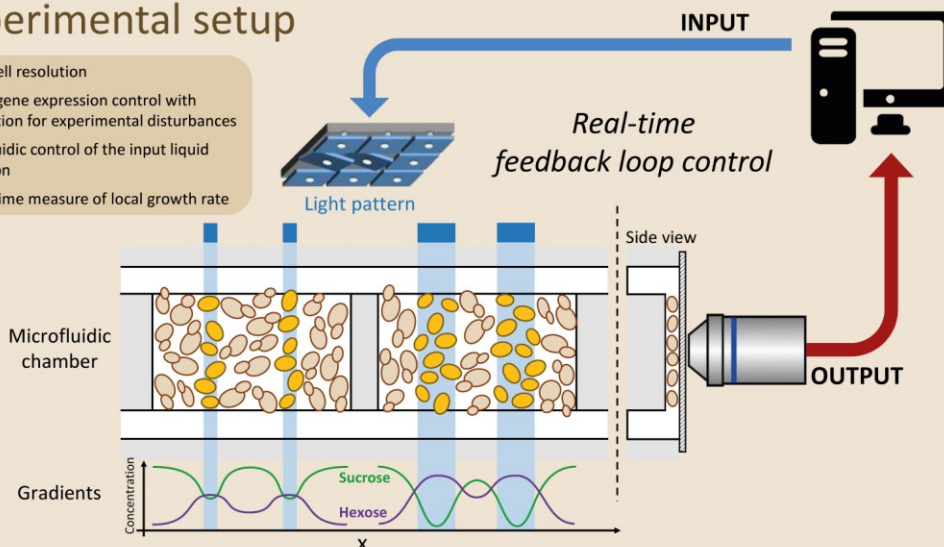 perimental setup
ell resolution
gene expression control with
tion for experimental disturbances
uidic control of the input liquid
on
ime measure of local growth rate
INPUT
Real-time
feedback loop control
Light pattern
Side view
Microfluidic
chamber
OUTPUT
Gradients
Concentration
Sucrose
Hexose
X